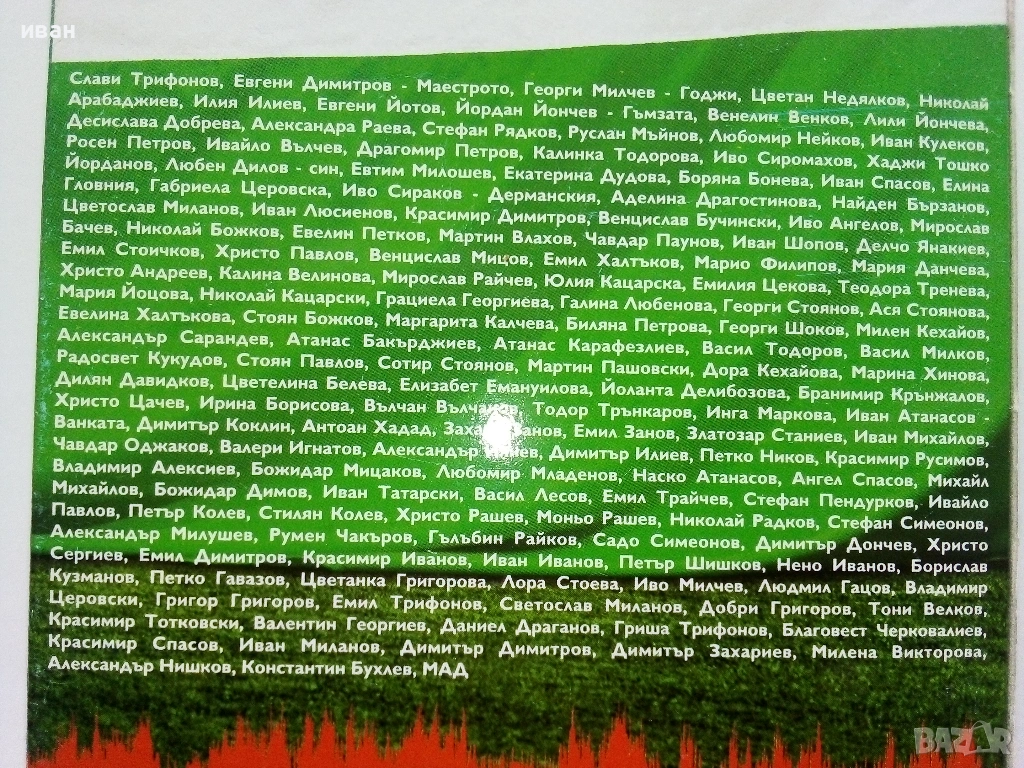 иван
Слави Трифонов, Евгени Димитров - Маестрото, Георги Милчев - Годжи, Цветан Недялков, Николай
Арабаджиев, Илия Илиев, Евгени Йотов, Йордан Йончев - Гъмзата, Венелин Венков, Лили Йончева,
Десислава Добрева, Александра Раева, Стефан Рядков, Руслан Мъйнов, Любомир Нейков, Иван Кулеков,
Росен Петров, Ивайло Вълчев, Драгомир Петров, Калинка Тодорова, Иво Сиромахов, Хаджи Тошко
Йорданов, Любен Дилов - син, Евтим Милошев, Екатерина Дудова, Боряна Бонева, Иван Спасов, Елина
Гловния, Габриела Церовска, Иво Сираков - Дерманския, Аделина Драгостинова, Найден Бързанов,
Цветослав Миланов, Иван Люсиенов, Красимир Димитров, Венцислав Бучински, Иво Ангелов, Мирослав
Бачев, Николай Божков, Евелин Петков, Мартин Влахов, Чавдар Паунов, Иван Шопов, Делчо Янакиев,
Емил Стоичков, Христо Павлов, Венцислав Мицов, Емил Халтъков, Марио Филипов, Мария Данчева,
Христо Андреев, Калина Велинова, Мирослав Райчев, Юлия Кацарска, Емилия Цекова, Теодора Тренева,
Мария Йоцова, Николай Кацарски, Грациела Георгиева, Галина Любенова, Георги Стоянов, Ася Стоянова,
Евелина Халтъкова, Стоян Божков, Маргарита Калчева, Биляна Петрова, Георги Шоков, Милен Кехайов,
Александър Сарандев, Атанас Бакърджиев, Атанас Карафезлиев, Васил Тодоров, Васил Милков,
Радосвет Кукудов, Стоян Павлов, Сотир Стоянов, Мартин Пашовски, Дора Кехайова, Марина Хинова,
Дилян Давидков, Цветелина Белева, Елизабет Емануилова, Йоланта Делибозова, Бранимир Крънжалов,
Христо Цачев, Ирина Борисова, Вълчан Вълчанов, Тодор Трънкаров, Инга Маркова, Иван Атанасов -
Ванката, Димитър Коклин, Антоан Хадад, Емил Занов, Златозар Станиев, Иван Михайлов,
Чавдар Оджаков, Валери Игнатов, Александър Димитър Илиев, Петко Ников, Красимир Русимов,
Владимир Алексиев, Божидар Мицаков, Любомир Младенов, Наско Атанасов, Ангел Спасов, Михаил
Михайлов, Божидар Димов, Иван Татарски, Васил Лесов, Емил Трайчев, Стефан Пендурков, Ивайло
Павлов, Петър Колев, Стилян Колев, Христо Рашев, Моньо Рашев, Николай Радков, Стефан Симеонов,
Александър Милушев, Румен Чакъров, Гълъбин Райков, Садо Симеонов, Димитър Дончев, Христо
Сергиев, Емил Димитров, Красимир Иванов, Иван Иванов, Петър Шишков, Нено Иванов, Борислав
Кузманов, Петко Гавазов, Цветанка Григорова, Лора Стоева, Иво Милчев, Людмил Гацов, Владимир
Церовски, Григор Григоров, Емил Трифонов, Светослав Миланов, Добри Григоров, Тони Велков,
Красимир Тотковски, Валентин Георгиев, Даниел Драганов, Гриша Трифонов, Благовест Черковалиев,
Красимир Спасов, Иван Миланов, Димитър Димитров, Димитър Захариев, Милена Викторова,
Александър Нишков, Константин Бухлев, МАД
BAZAR